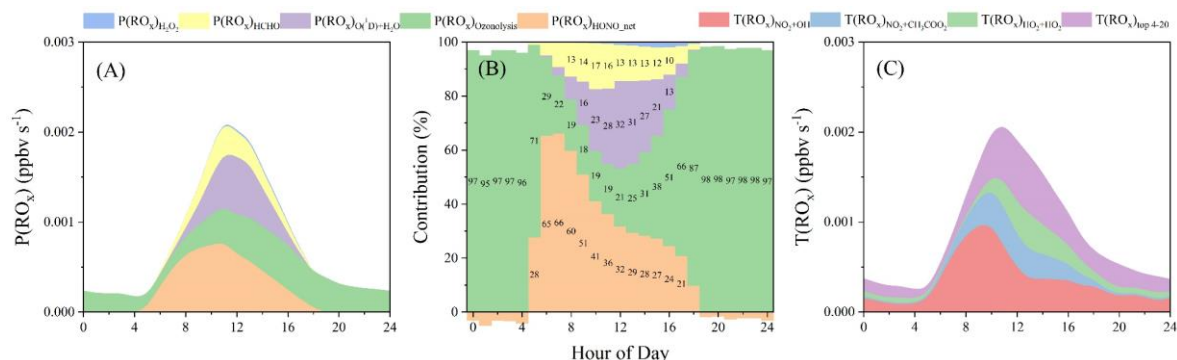 P(ROx)H2O2 P(ROx)HCHO P(ROx)O(1D)+H2O P(ROx)Ozonolysis P(ROx)HONO_net T(ROx)NO2+OH T(ROx)NO2+CH3COO2 T(ROx)HO2+HO2 T(ROx)top 4-20
(A)
P(ROx) (ppbv s-1)
0.003
0.002
0.001
0.000
0 4 8 12 16 20 24
(B)
Contribution (%)
100
80
60
40
20
0
13 14 17 16 13 13 13 12 10
16 23 28 32 31 27 21 13
97 95 97 97 96 71 29 22 19 18 19 19 21 25 31 38 51 66 87 98 98 97 98 98 97
28 65 66 60 51 41 36 32 29 28 27 24 21
0 4 8 12 16 20 24
Hour of Day
(C)
T(ROx) (ppbv s-1)
0.003
0.002
0.001
0.000
0 4 8 12 16 20 24